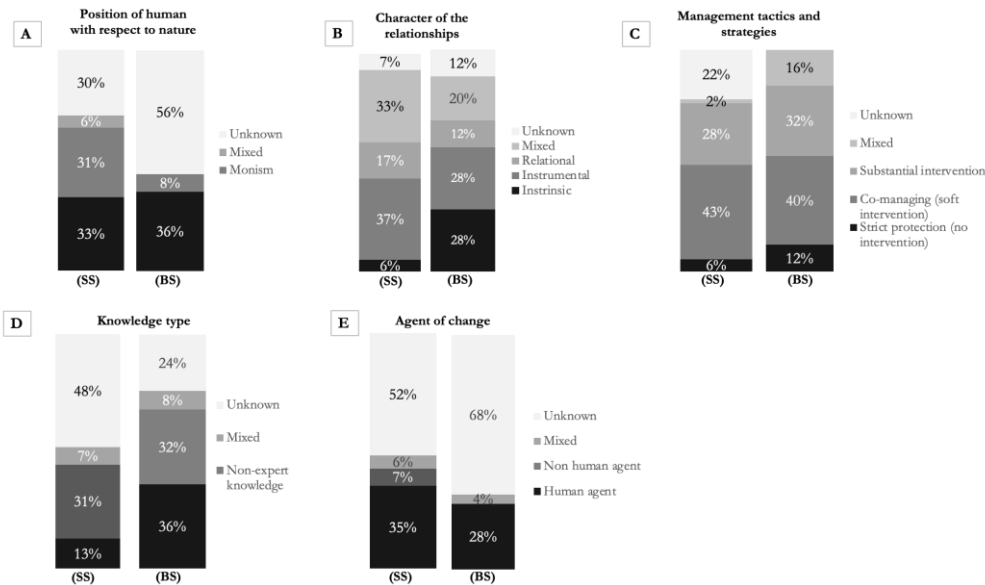 A
Position of human
with respect to nature
30%
6%
31%
33%
(SS)
56%
8%
36%
(BS)
Unknown
Mixed
Monism
B
Character of the
relationships
7%
33%
17%
37%
6%
(SS)
12%
20%
12%
28%
28%
(BS)
Unknown
Mixed
Relational
Instrumental
Instrinsic
C
Management tactics and
strategies
22%
2%
28%
43%
6%
(SS)
16%
32%
40%
12%
(BS)
Unknown
Mixed
Substantial intervention
Co-managing (soft
intervention)
Strict protection (no
intervention)
D
Knowledge type
48%
7%
31%
13%
(SS)
24%
8%
32%
36%
(BS)
Unknown
Mixed
Non-expert
knowledge
E
Agent of change
52%
6%
7%
35%
(SS)
68%
4%
28%
(BS)
Unknown
Mixed
Non human agent
Human agent